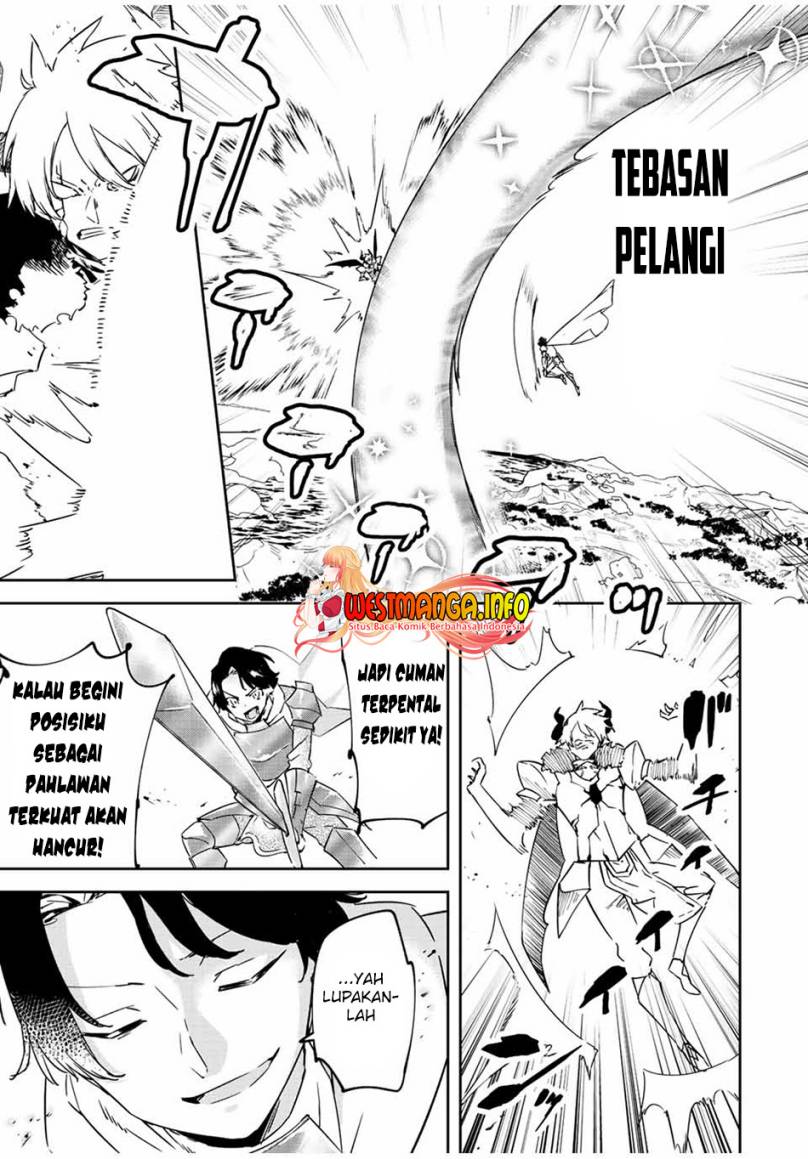 TEBASAN
PELANGI
WESTMANGA.INFO
Situs Baca Komik Berbahasa Indonesia
JADI CUMAN
TERPENTAL
SEDIKIT YA!
KALAU BEGINI
POSISIKU
SEBAGAI
PAHLAWAN
TERKUAT AKAN
HANCUR!
...YAH
LUPAKAN-
LAH